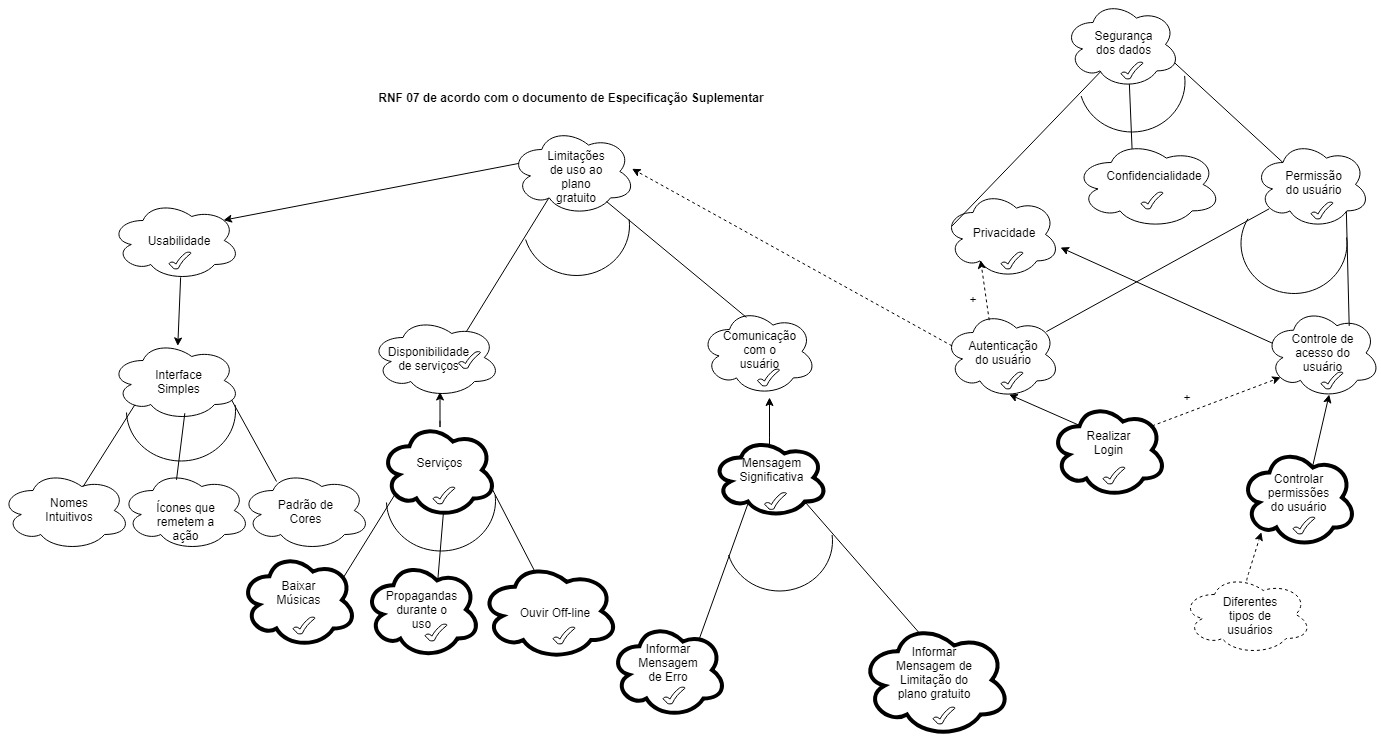 Segurança
dos dados
RNF 07 de acordo com o documento de Especificação Suplementar
Limitações
de uso ao
plano
gratuito
Confidencialidade
Permissão
do usuário
Usabilidade
Privacidade
+
Interface
Simples
Disponibilidade
de serviços
Comunicação
com o
usuário
Autenticação
do usuário
Controle de
acesso do
usuário
+
Nomes
Intuitivos
Ícones que
remetem a
ação
Padrão de
Cores
Serviços
Mensagem
Significativa
Realizar
Login
Controlar
permissões
do usuário
Baixar
Músicas
Propagandas
durante o
uso
Ouvir Off-line
Diferentes
tipos de
usuários
Informar
Mensagem
de Erro
Informar
Mensagem de
Limitação do
plano gratuito